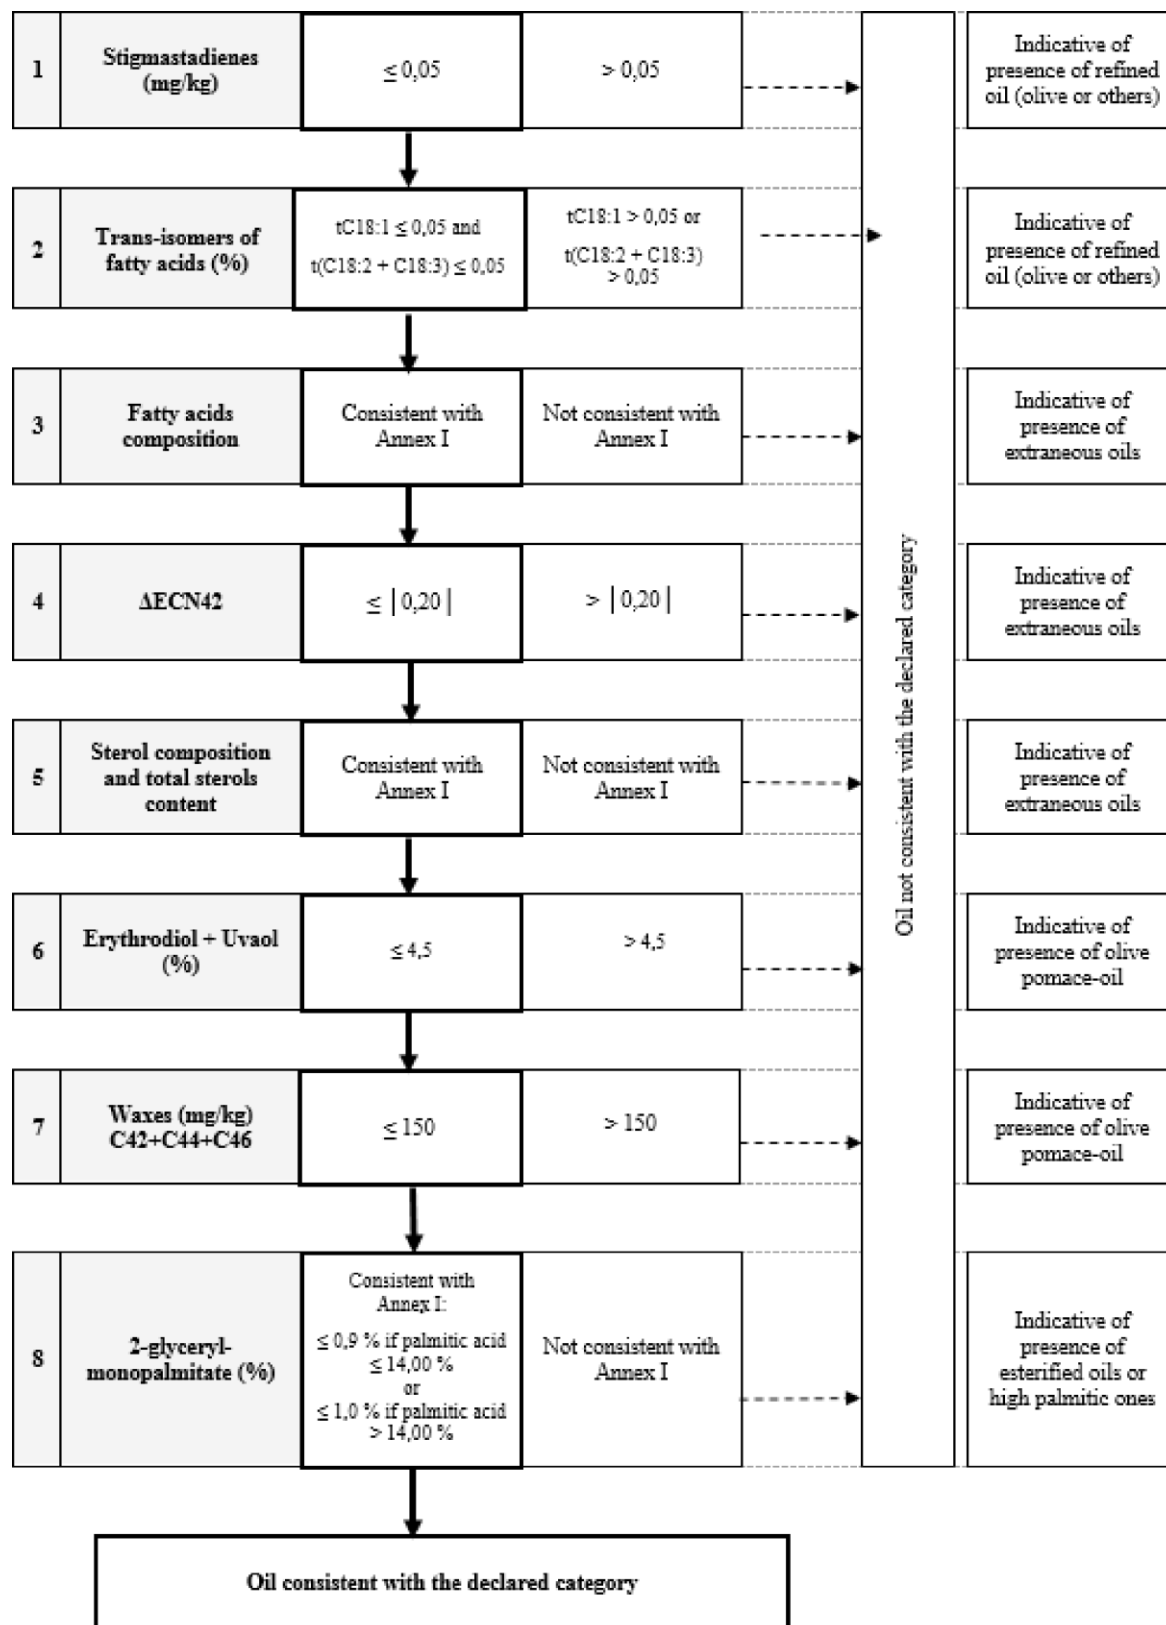 1
Stigmastadienes
(mg/kg)
≤ 0,05
> 0,05
Indicative of
presence of refined
oil (olive or others)
2
Trans-isomers of
fatty acids (%)
tC18:1 ≤ 0,05 and
t(C18:2 + C18:3) ≤ 0,05
tC18:1 > 0,05 or
t(C18:2 + C18:3)
> 0,05
Indicative of
presence of refined
oil (olive or others)
3
Fatty acids
composition
Consistent with
Annex I
Not consistent with
Annex I
Indicative of
presence of
extraneous oils
4
ΔECN42
≤ | 0,20 |
> | 0,20 |
Indicative of
presence of
extraneous oils
5
Sterol composition
and total sterols
content
Consistent with
Annex I
Not consistent with
Annex I
Indicative of
presence of
extraneous oils
6
Erythrodiol + Uvaol
(%)
≤ 4,5
> 4,5
Indicative of
presence of olive
pomace-oil
7
Waxes (mg/kg)
C42+C44+C46
≤ 150
> 150
Indicative of
presence of olive
pomace-oil
8
2-glyceryl-
monopalmitate (%)
Consistent with
Annex I:
≤ 0,9 % if palmitic acid
≤ 14,00 %
or
≤ 1,0 % if palmitic acid
> 14,00 %
Not consistent with
Annex I
Indicative of
presence of
esterified oils or
high palmitic ones
Oil not consistent with the declared category
Oil consistent with the declared category